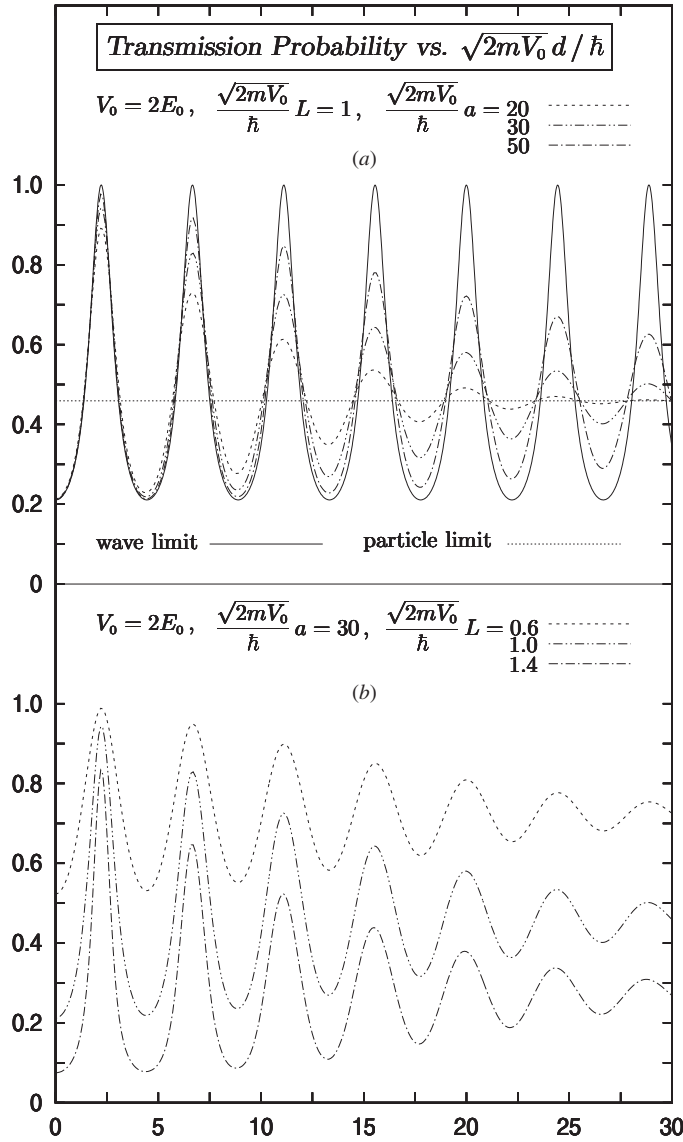 Transmission Probability vs. √2mV₀ d / ħ
V₀ = 2E₀ , √2mV₀/ħ L = 1 , √2mV₀/ħ a = 20
30
50
(a)
1.0
0.8
0.6
0.4
0.2
wave limit
particle limit
0
V₀ = 2E₀ , √2mV₀/ħ a = 30 , √2mV₀/ħ L = 0.6
1.0
1.4
(b)
1.0
0.8
0.6
0.4
0.2
0
0 5 10 15 20 25 30